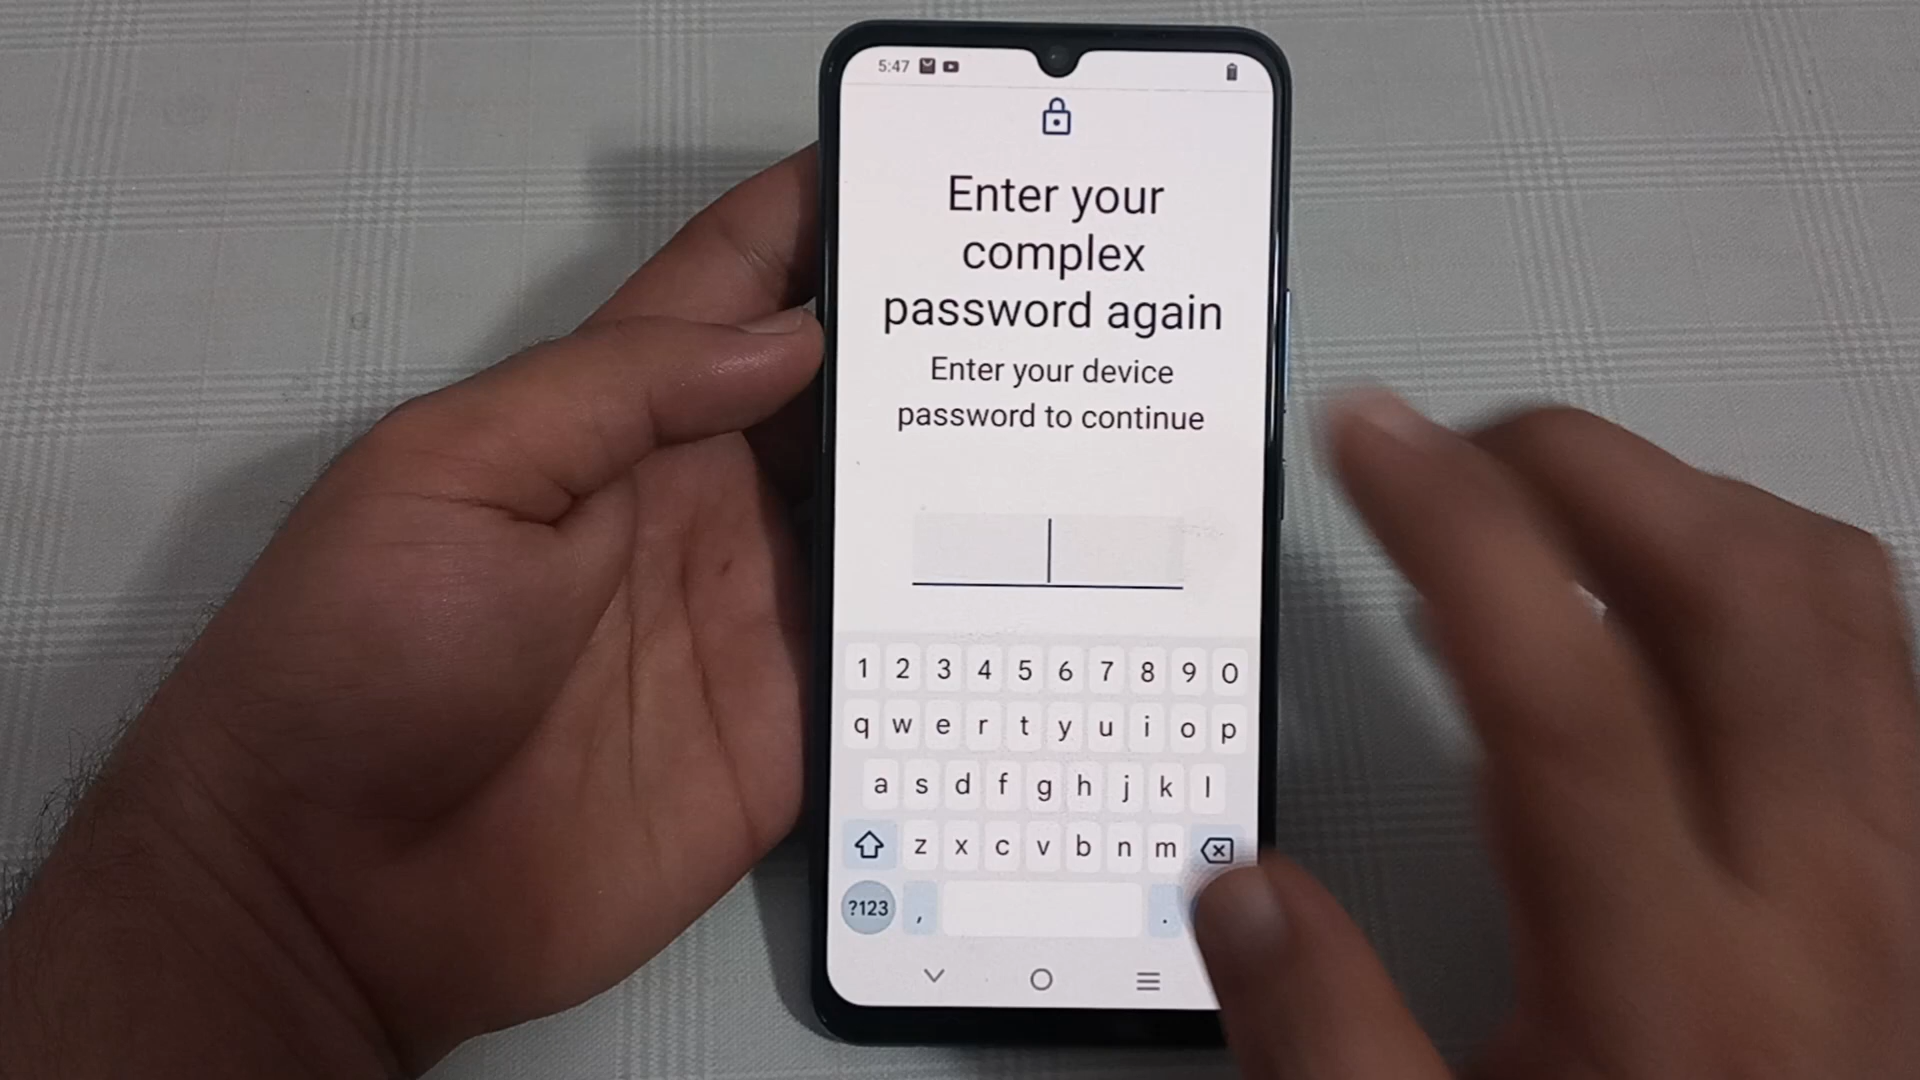 5:47
Enter your
complex
password again
Enter your device
password to continue
1 2 3 4 5 6 7 8 9 0
q w e r t y u i o p
a s d f g h j k l
z x c v b n m
?123 , .